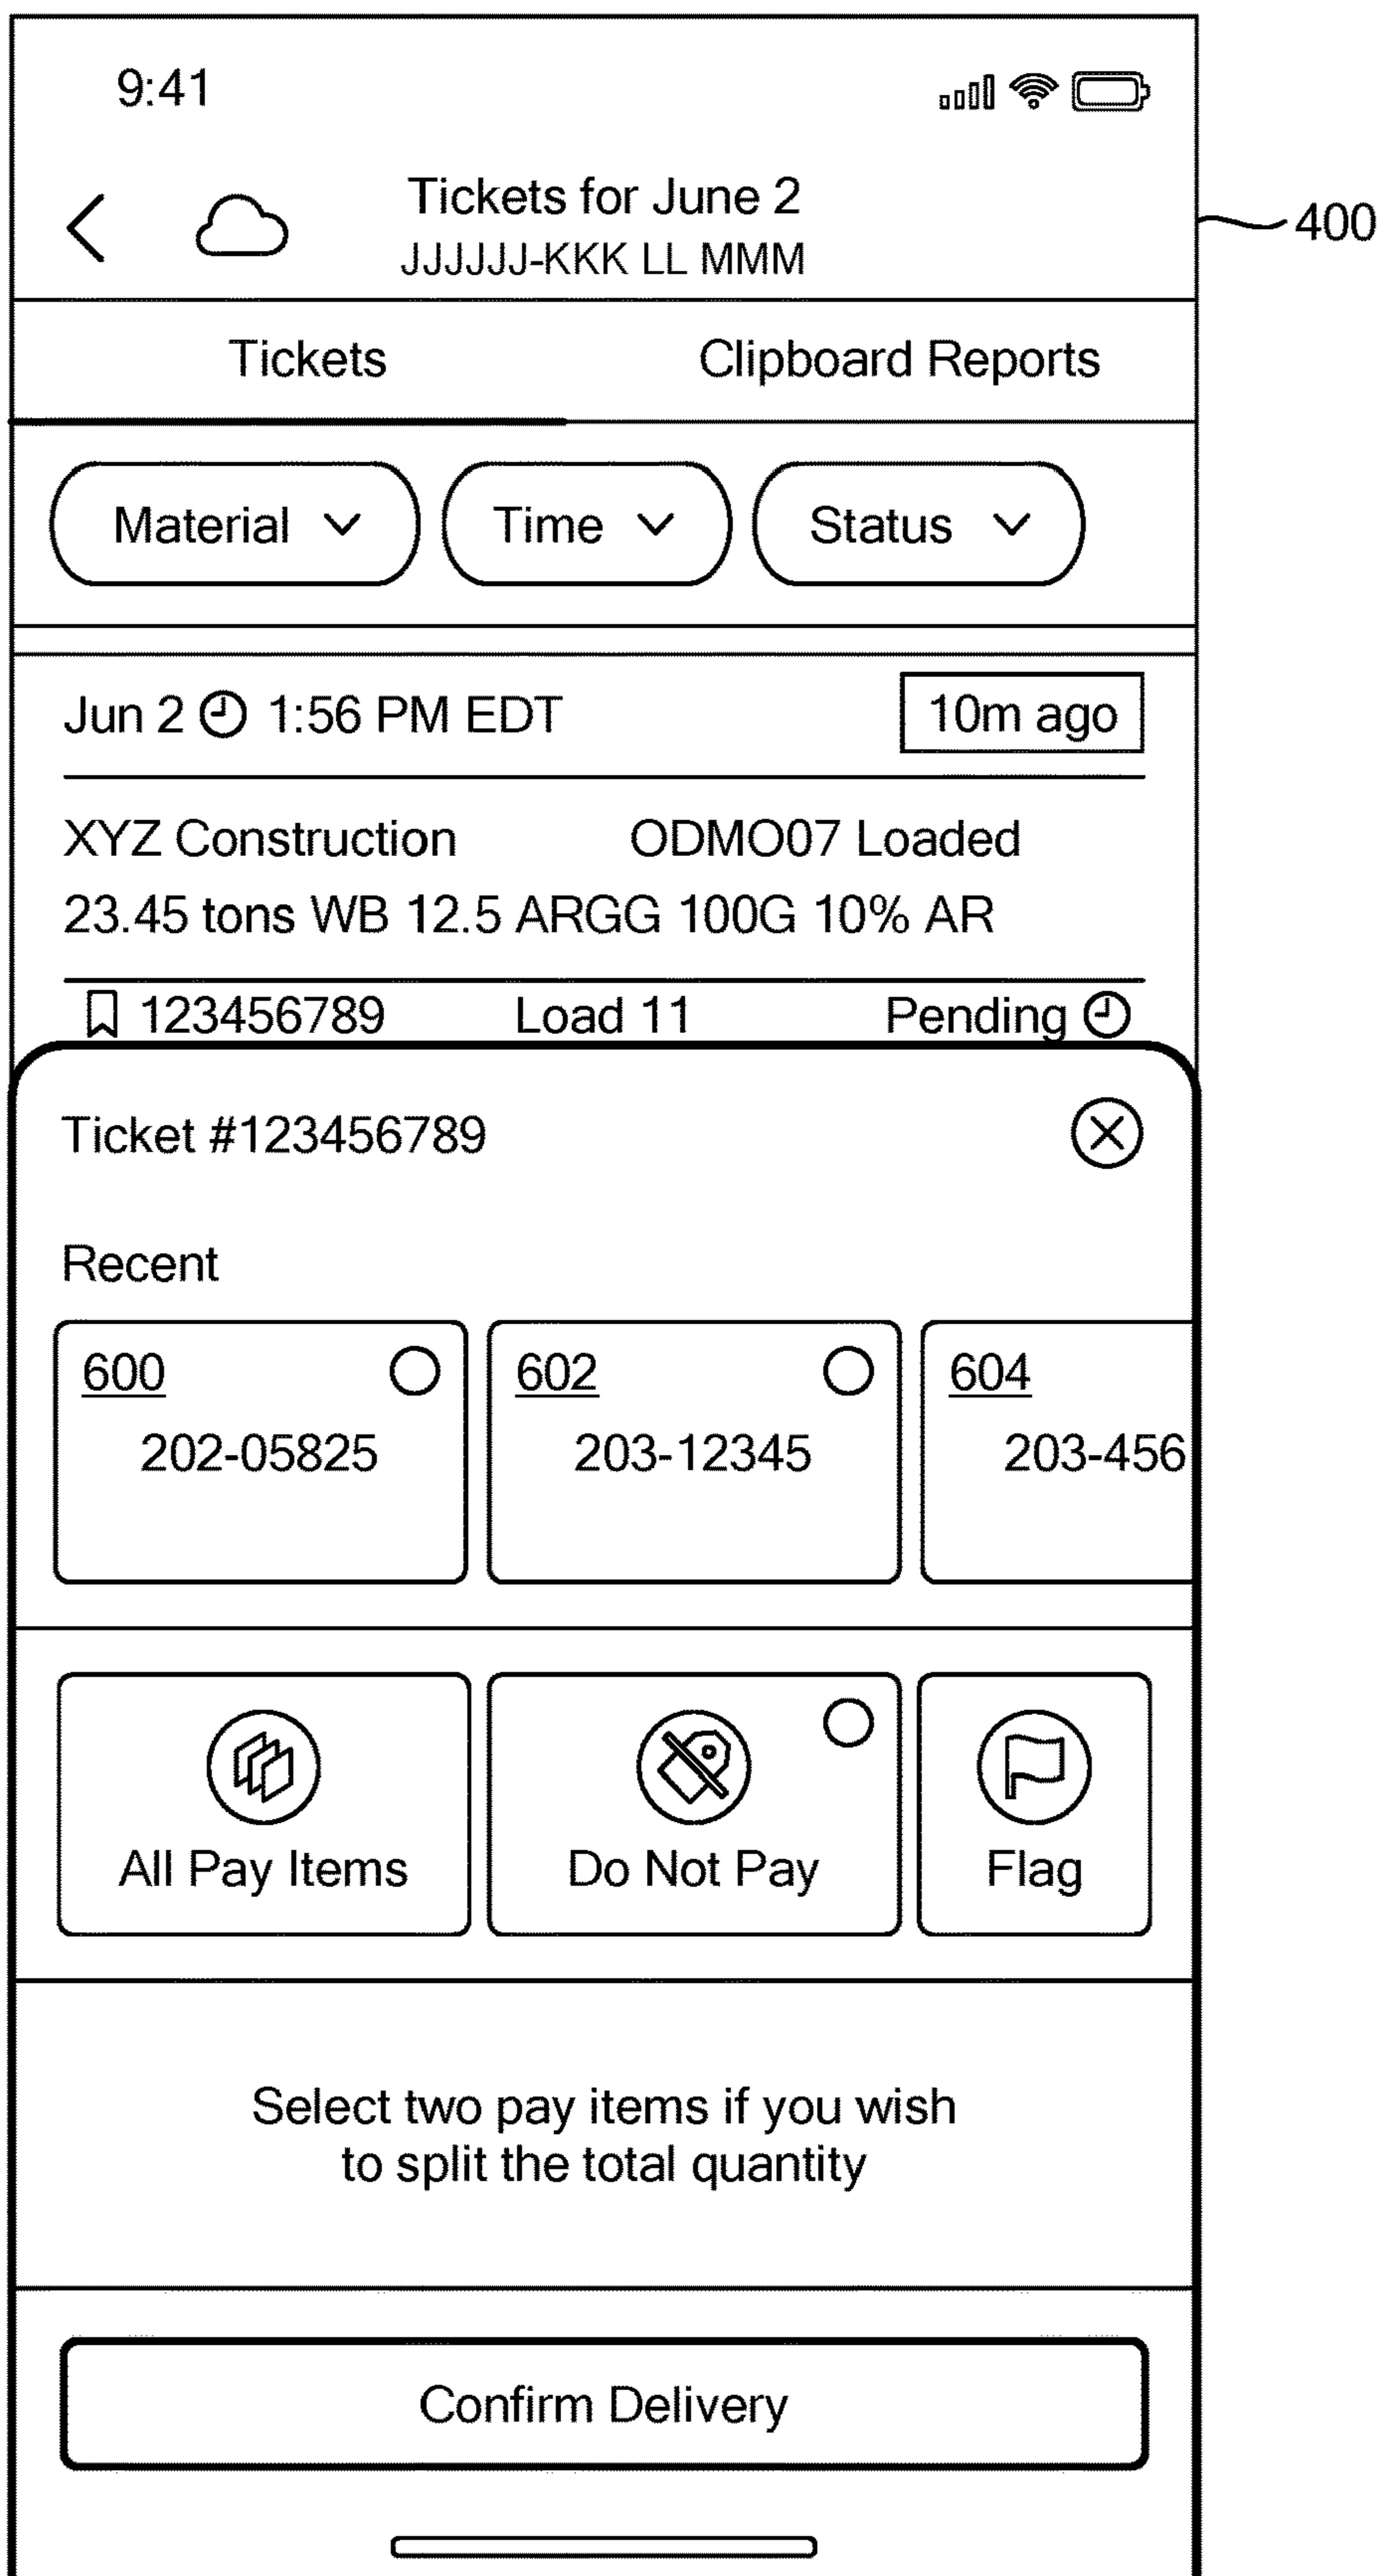 9:41
Tickets for June 2
JJJJJJ-KKK LL MMM
400
Tickets Clipboard Reports
Material Time Status
Jun 2 1:56 PM EDT 10m ago
XYZ Construction ODMO07 Loaded
23.45 tons WB 12.5 ARGG 100G 10% AR
123456789 Load 11 Pending
Ticket #123456789
Recent
600 602 604
202-05825 203-12345 203-456
All Pay Items Do Not Pay Flag
Select two pay items if you wish
to split the total quantity
Confirm Delivery